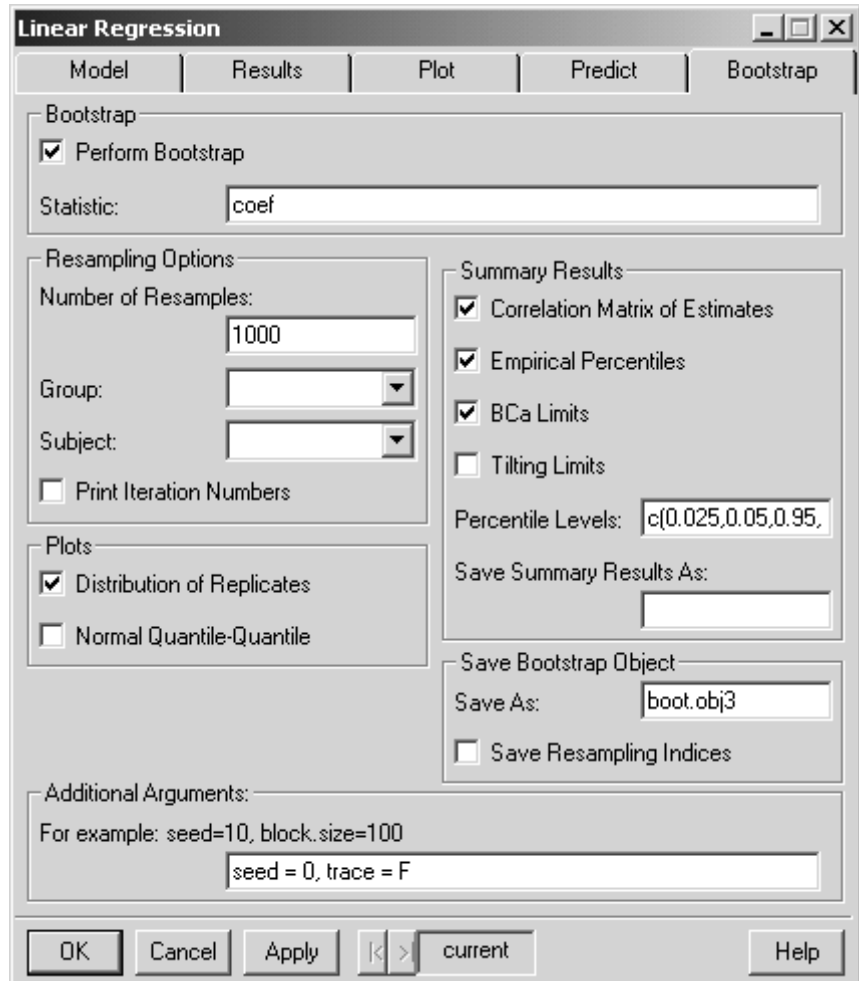 Linear Regression
Model Results Plot Predict Bootstrap
Bootstrap
Perform Bootstrap
Statistic: coef
Resampling Options
Number of Resamples:
1000
Group:
Subject:
Print Iteration Numbers
Plots
Distribution of Replicates
Normal Quantile-Quantile
Summary Results
Correlation Matrix of Estimates
Empirical Percentiles
BCa Limits
Tilting Limits
Percentile Levels: c(0.025,0.05,0.95,
Save Summary Results As:
Save Bootstrap Object
Save As: boot.obj3
Save Resampling Indices
Additional Arguments:
For example: seed=10, block.size=100
seed = 0, trace = F
OK Cancel Apply current Help